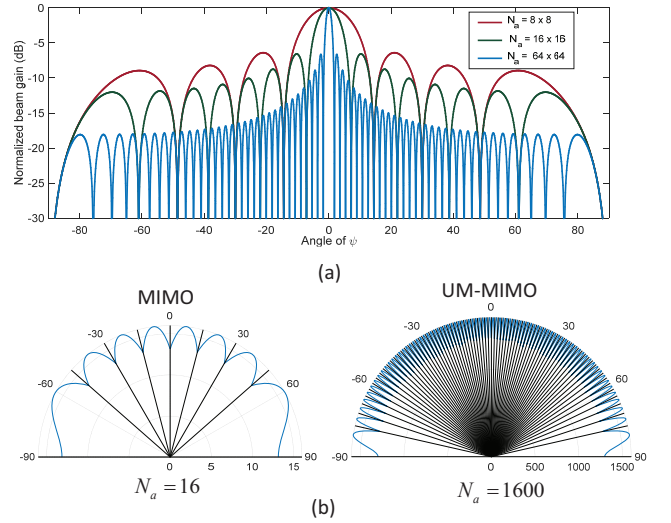 Normalized beam gain (dB)
0
-5
-10
-15
-20
-25
-30
N_a = 8 x 8
N_a = 16 x 16
N_a = 64 x 64
-80 -60 -40 -20 0 20 40 60 80
Angle of ψ
(a)
MIMO
UM-MIMO
0
-30 30
-60 60
-90 90
0 5 10 15
N_a = 16
0
-30 30
-60 60
-90 90
0 500 1000 1500
N_a = 1600
(b)